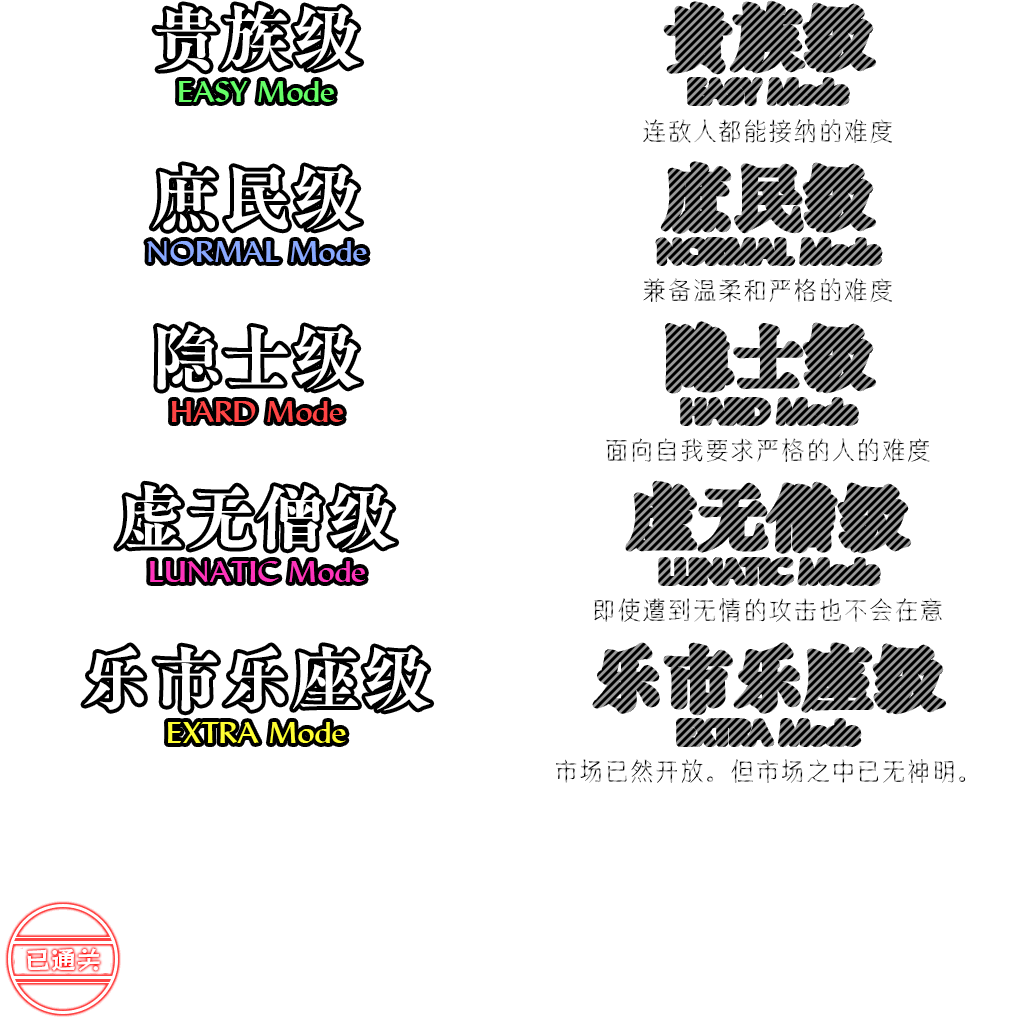 贵族级
EASY Mode
贵族级
EASY Mode
连敌人都能接纳的难度
庶民级
NORMAL Mode
庶民级
NORMAL Mode
兼备温柔和严格的难度
隐士级
HARD Mode
隐士级
HARD Mode
面向自我要求严格的人的难度
虚无僧级
LUNATIC Mode
虚无僧级
LUNATIC Mode
即使遭到无情的攻击也不会在意
乐市乐座级
EXTRA Mode
乐市乐座级
EXTRA Mode
市场已然开放。但市场之中已无神明。
已通关